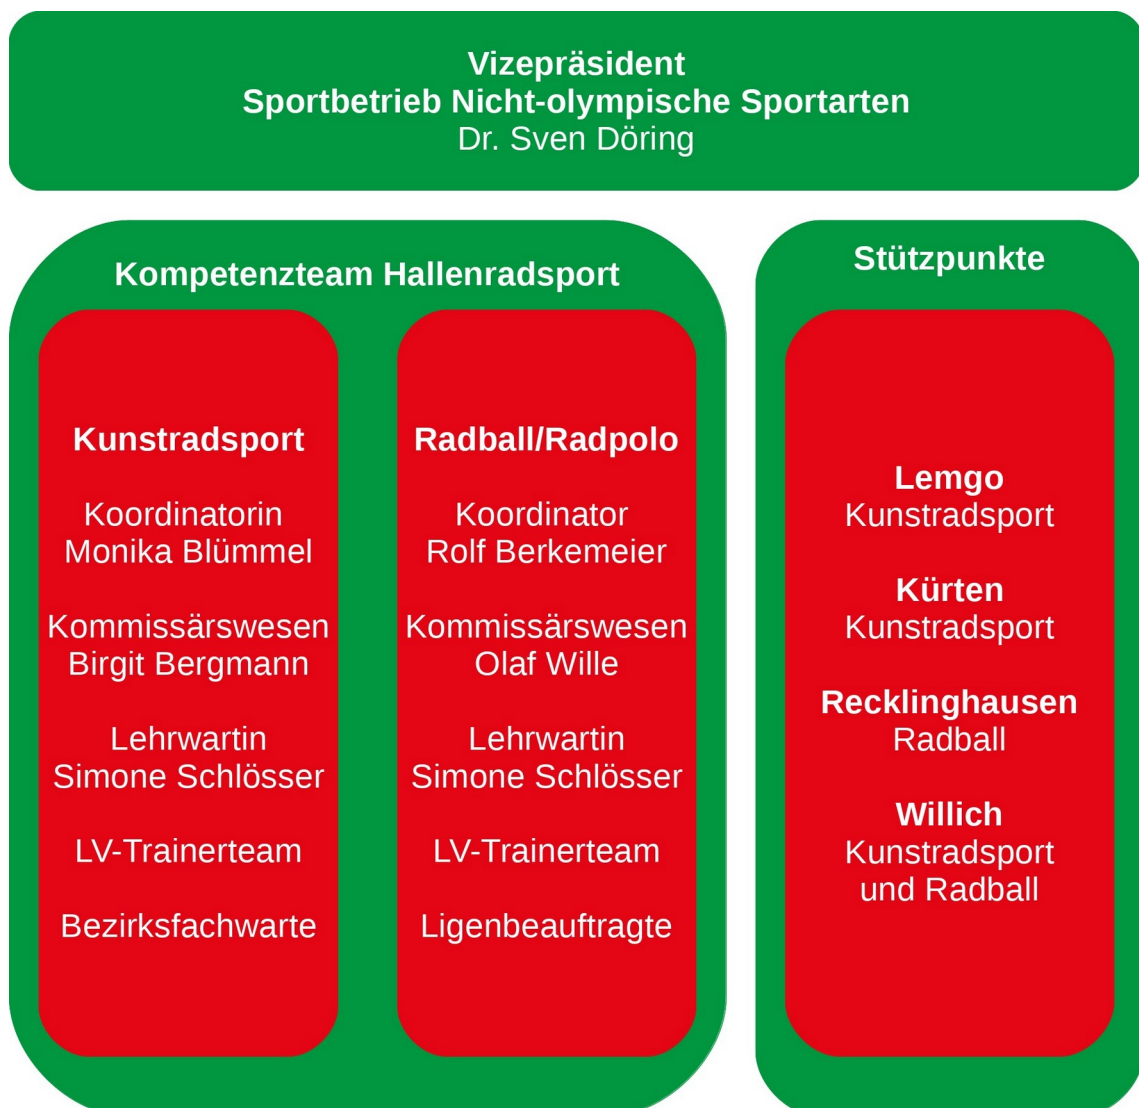 Vizepräsident
Sportbetrieb Nicht-olympische Sportarten
Dr. Sven Döring
Kompetenzteam Hallenradsport
Kunstradsport
Koordinatorin
Monika Blümmel
Kommissärswesen
Birgit Bergmann
Lehrwartin
Simone Schlösser
LV-Trainerteam
Bezirksfachwarte
Radball/Radpolo
Koordinator
Rolf Berkemeier
Kommissärswesen
Olaf Wille
Lehrwartin
Simone Schlösser
LV-Trainerteam
Ligenbeauftragte
Stützpunkte
Lemgo
Kunstradsport
Kürten
Kunstradsport
Recklinghausen
Radball
Willich
Kunstradsport
und Radball